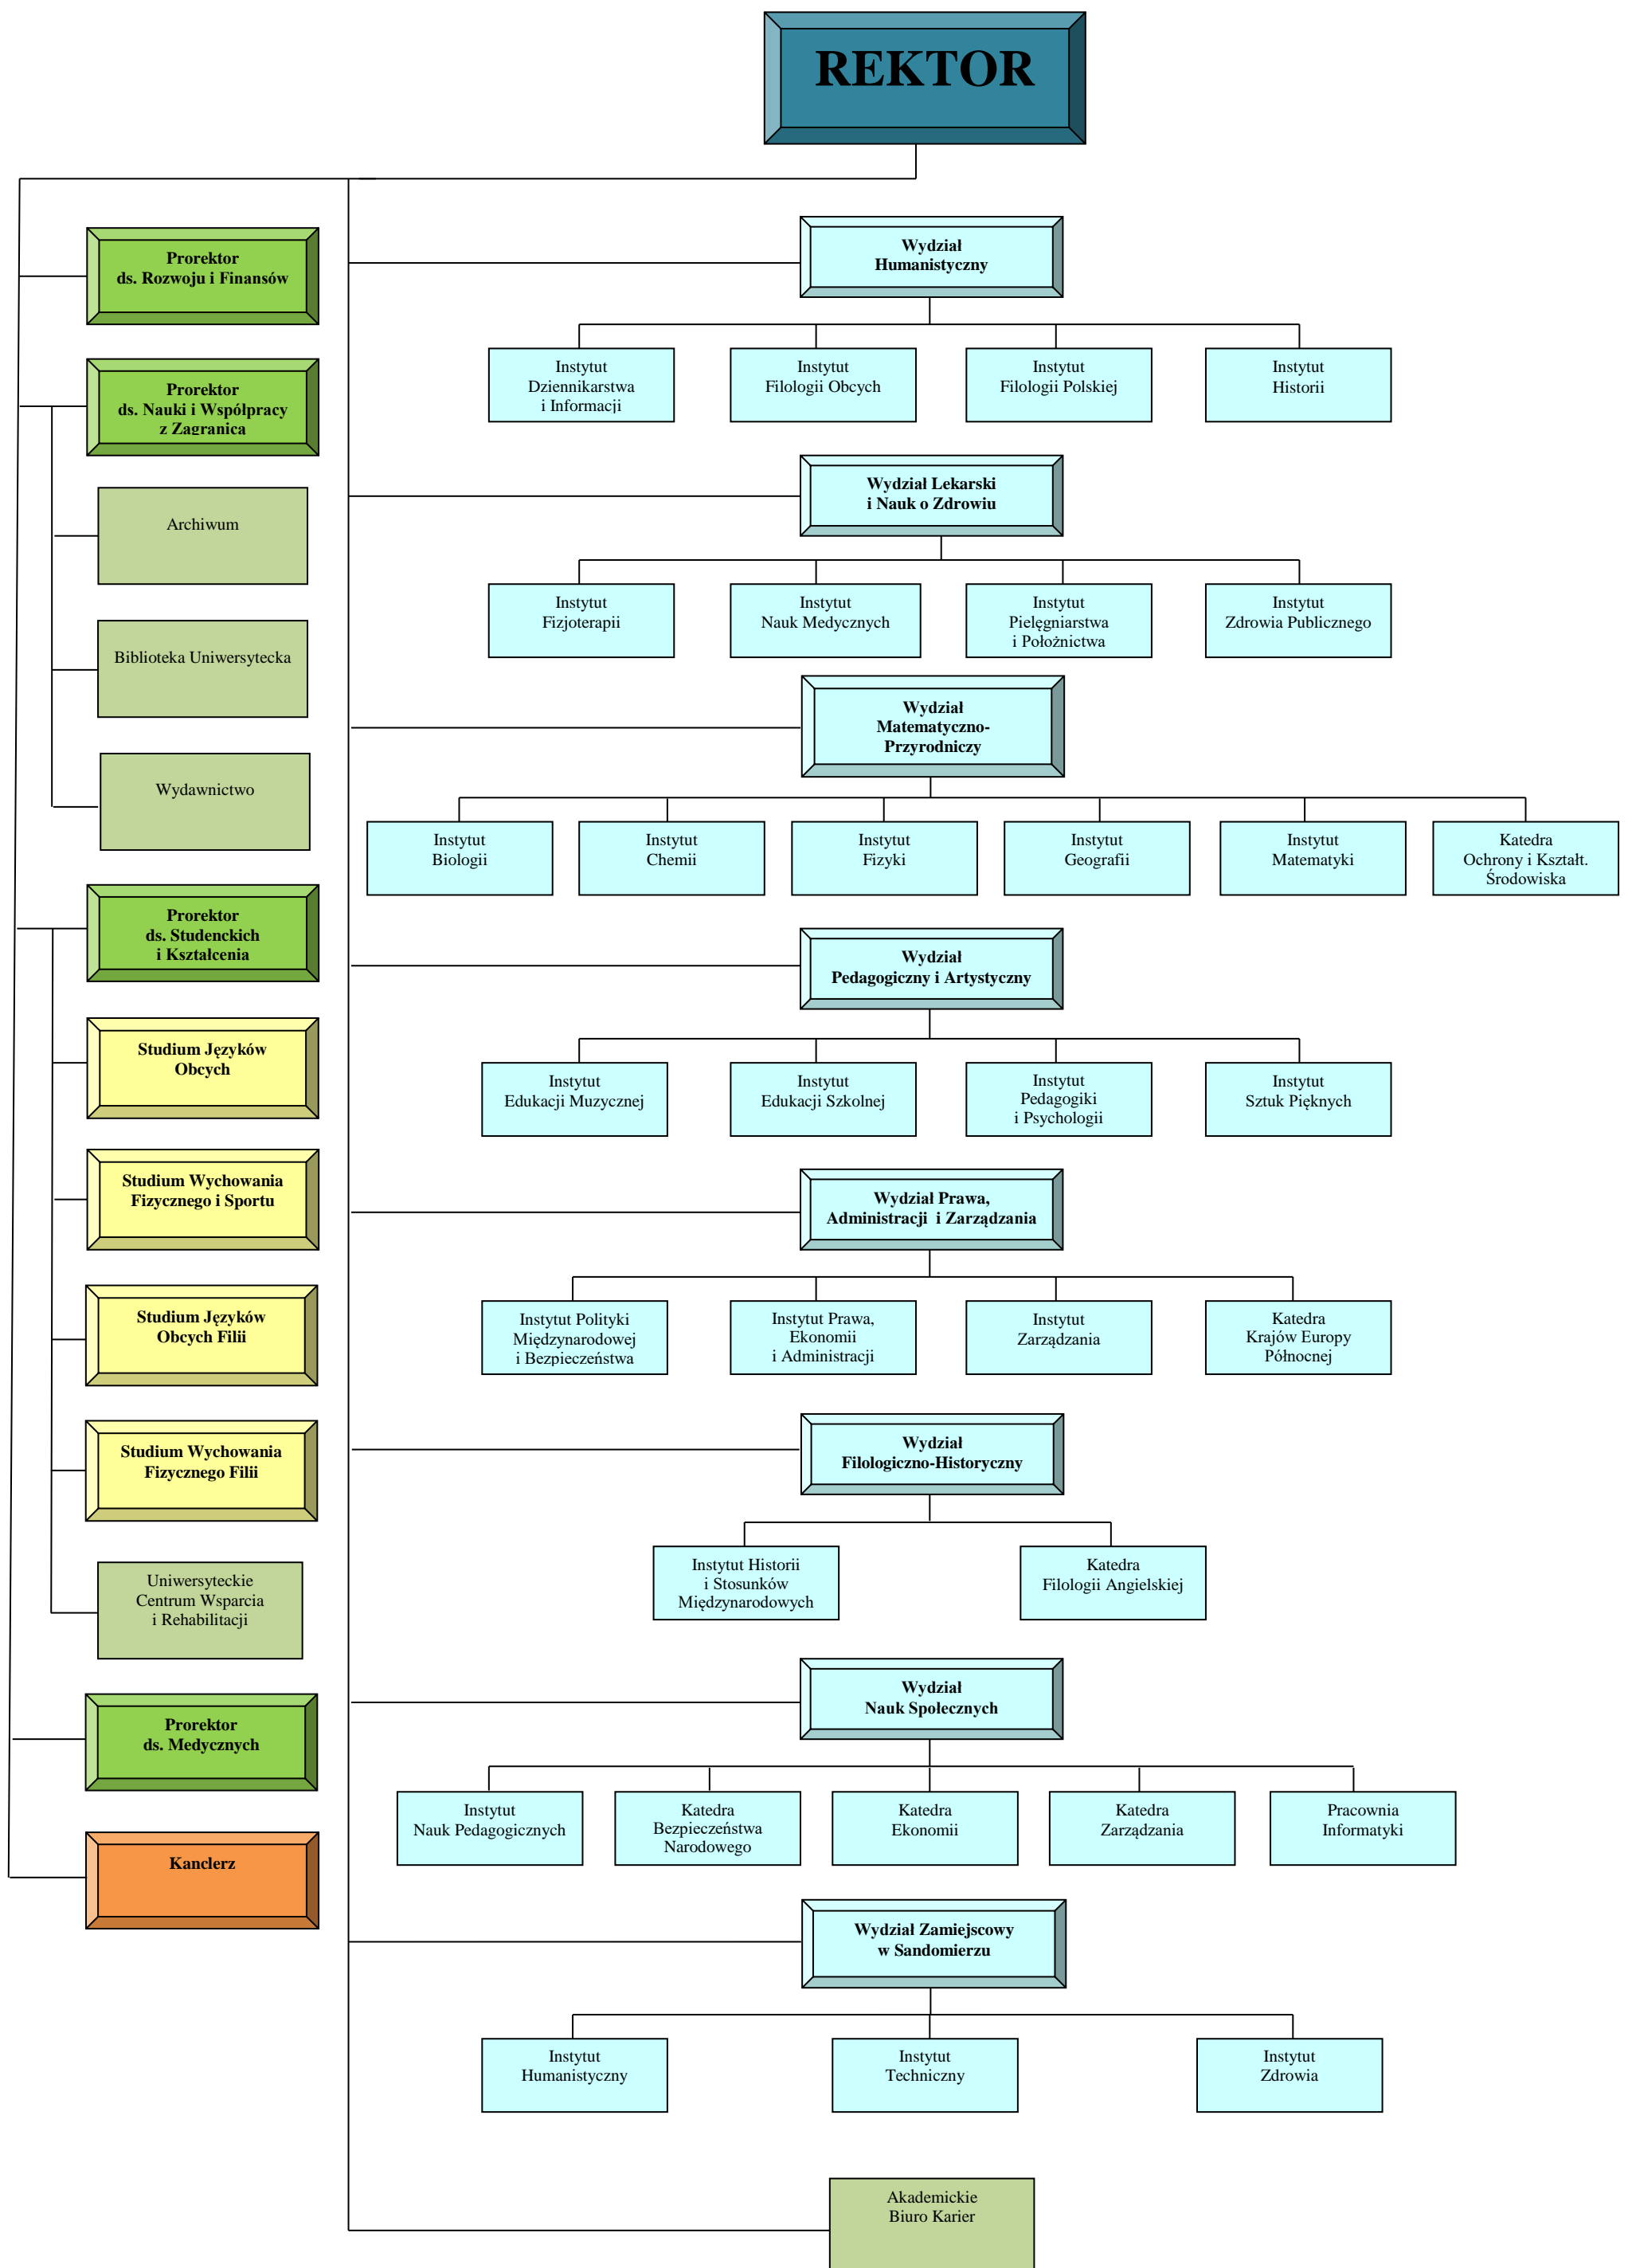 REKTOR
Prorektor
ds. Rozwoju i Finansów
Prorektor
ds. Nauki i Współpracy
z Zagranicą
Archiwum
Biblioteka Uniwersytecka
Wydawnictwo
Prorektor
ds. Studenckich
i Kształcenia
Studium Języków
Obcych
Studium Wychowania
Fizycznego i Sportu
Studium Języków
Obcych Filii
Studium Wychowania
Fizycznego Filii
Uniwersyteckie
Centrum Wsparcia
i Rehabilitacji
Prorektor
ds. Medycznych
Kanclerz
Wydział
Humanistyczny
Instytut
Dziennikarstwa
i Informacji
Instytut
Filologii Obcych
Instytut
Filologii Polskiej
Instytut
Historii
Wydział Lekarski
i Nauk o Zdrowiu
Instytut
Fizjoterapii
Instytut
Nauk Medycznych
Instytut
Pielęgniarstwa
i Położnictwa
Instytut
Zdrowia Publicznego
Wydział
Matematyczno-
Przyrodniczy
Instytut
Biologii
Instytut
Chemii
Instytut
Fizyki
Instytut
Geografii
Instytut
Matematyki
Katedra
Ochrony i Kształt.
Środowiska
Wydział
Pedagogiczny i Artystyczny
Instytut
Edukacji Muzycznej
Instytut
Edukacji Szkolnej
Instytut
Pedagogiki
i Psychologii
Instytut
Sztuk Pięknych
Wydział Prawa,
Administracji i Zarządzania
Instytut Polityki
Międzynarodowej
i Bezpieczeństwa
Instytut Prawa,
Ekonomii
i Administracji
Instytut
Zarządzania
Katedra
Krajów Europy
Północnej
Wydział
Filologiczno-Historyczny
Instytut Historii
i Stosunków
Międzynarodowych
Katedra
Filologii Angielskiej
Wydział
Nauk Społecznych
Instytut
Nauk Pedagogicznych
Katedra
Bezpieczeństwa
Narodowego
Katedra
Ekonomii
Katedra
Zarządzania
Pracownia
Informatyki
Wydział Zamiejscowy
w Sandomierzu
Instytut
Humanistyczny
Instytut
Techniczny
Instytut
Zdrowia
Akademickie
Biuro Karier